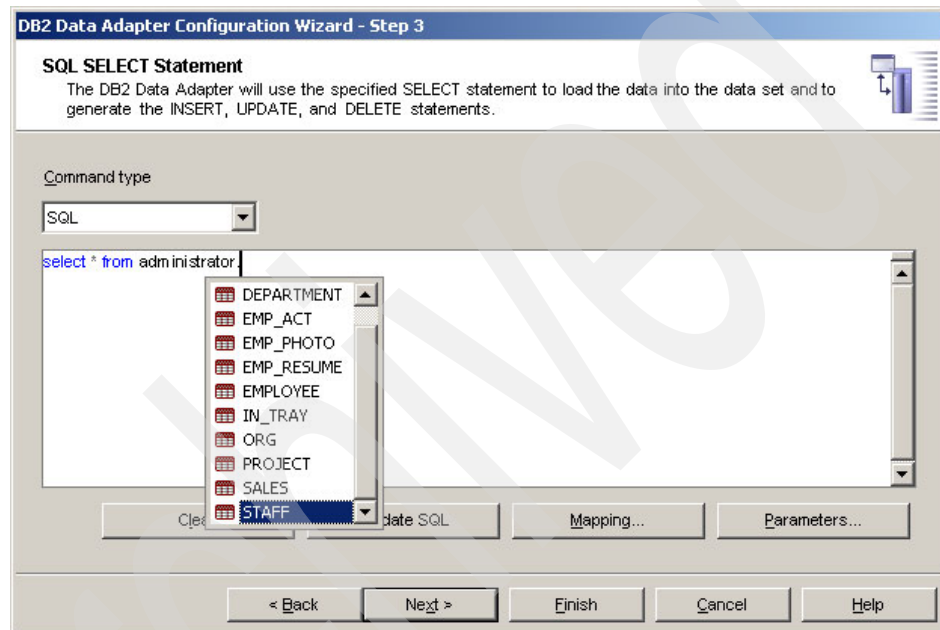 DB2 Data Adapter Configuration Wizard - Step 3
SQL SELECT Statement
The DB2 Data Adapter will use the specified SELECT statement to load the data into the data set and to
generate the INSERT, UPDATE, and DELETE statements.
Command type
SQL
select * from administrator.
DEPARTMENT
EMP_ACT
EMP_PHOTO
EMP_RESUME
EMPLOYEE
IN_TRAY
ORG
PROJECT
SALES
STAFF
SQL
Mapping...
Parameters...
< Back
Next >
Finish
Cancel
Help